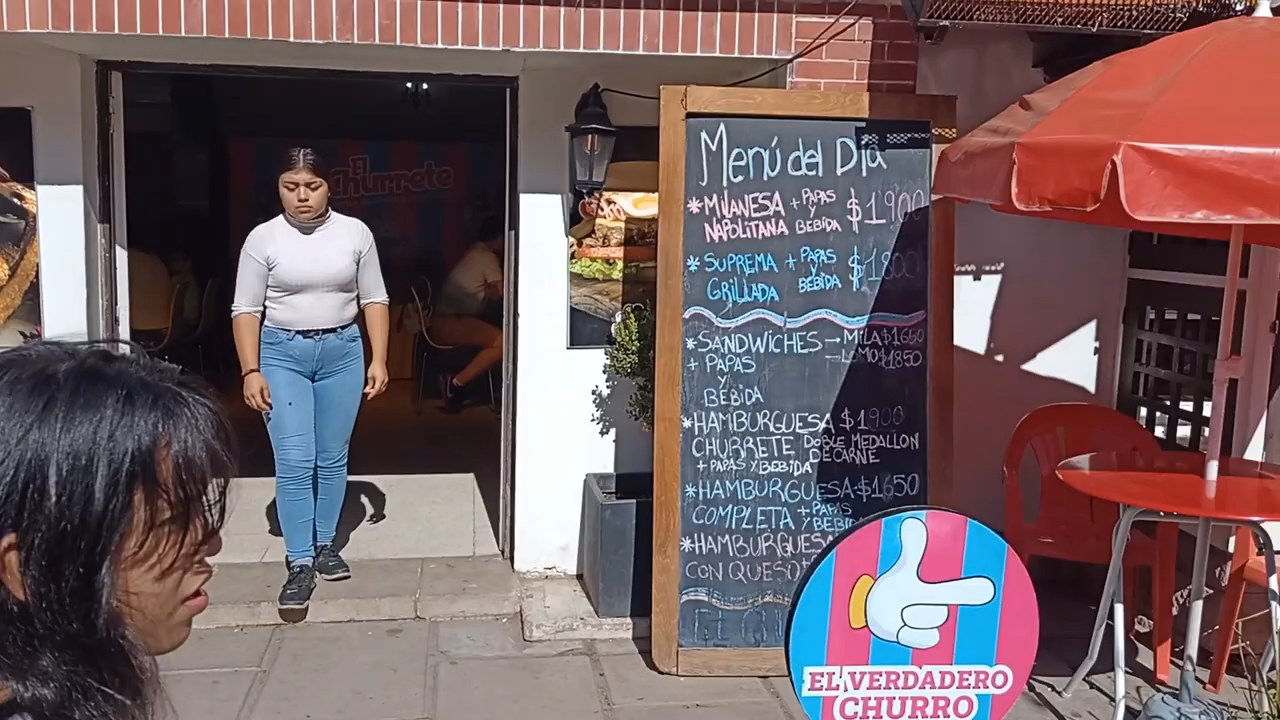 El
Churrete
Menú del Día
*MILANESA + PAPAS Y BEBIDA $1900
NAPOLITANA
*SUPREMA + PAPAS Y BEBIDA $1800
GRILLADA
*SANDWICHES → MILA $1650
+ PAPAS — LOMO $1850
Y
BEBIDA
*HAMBURGUESA $1900
CHURRETE DOBLE MEDALLON DE CARNE
+ PAPAS Y BEBIDA
*HAMBURGUESA $1650
COMPLETA + PAPAS Y BEBIDA
*HAMBURGUESA
CON QUESO
EL VERDADERO
CHURRO